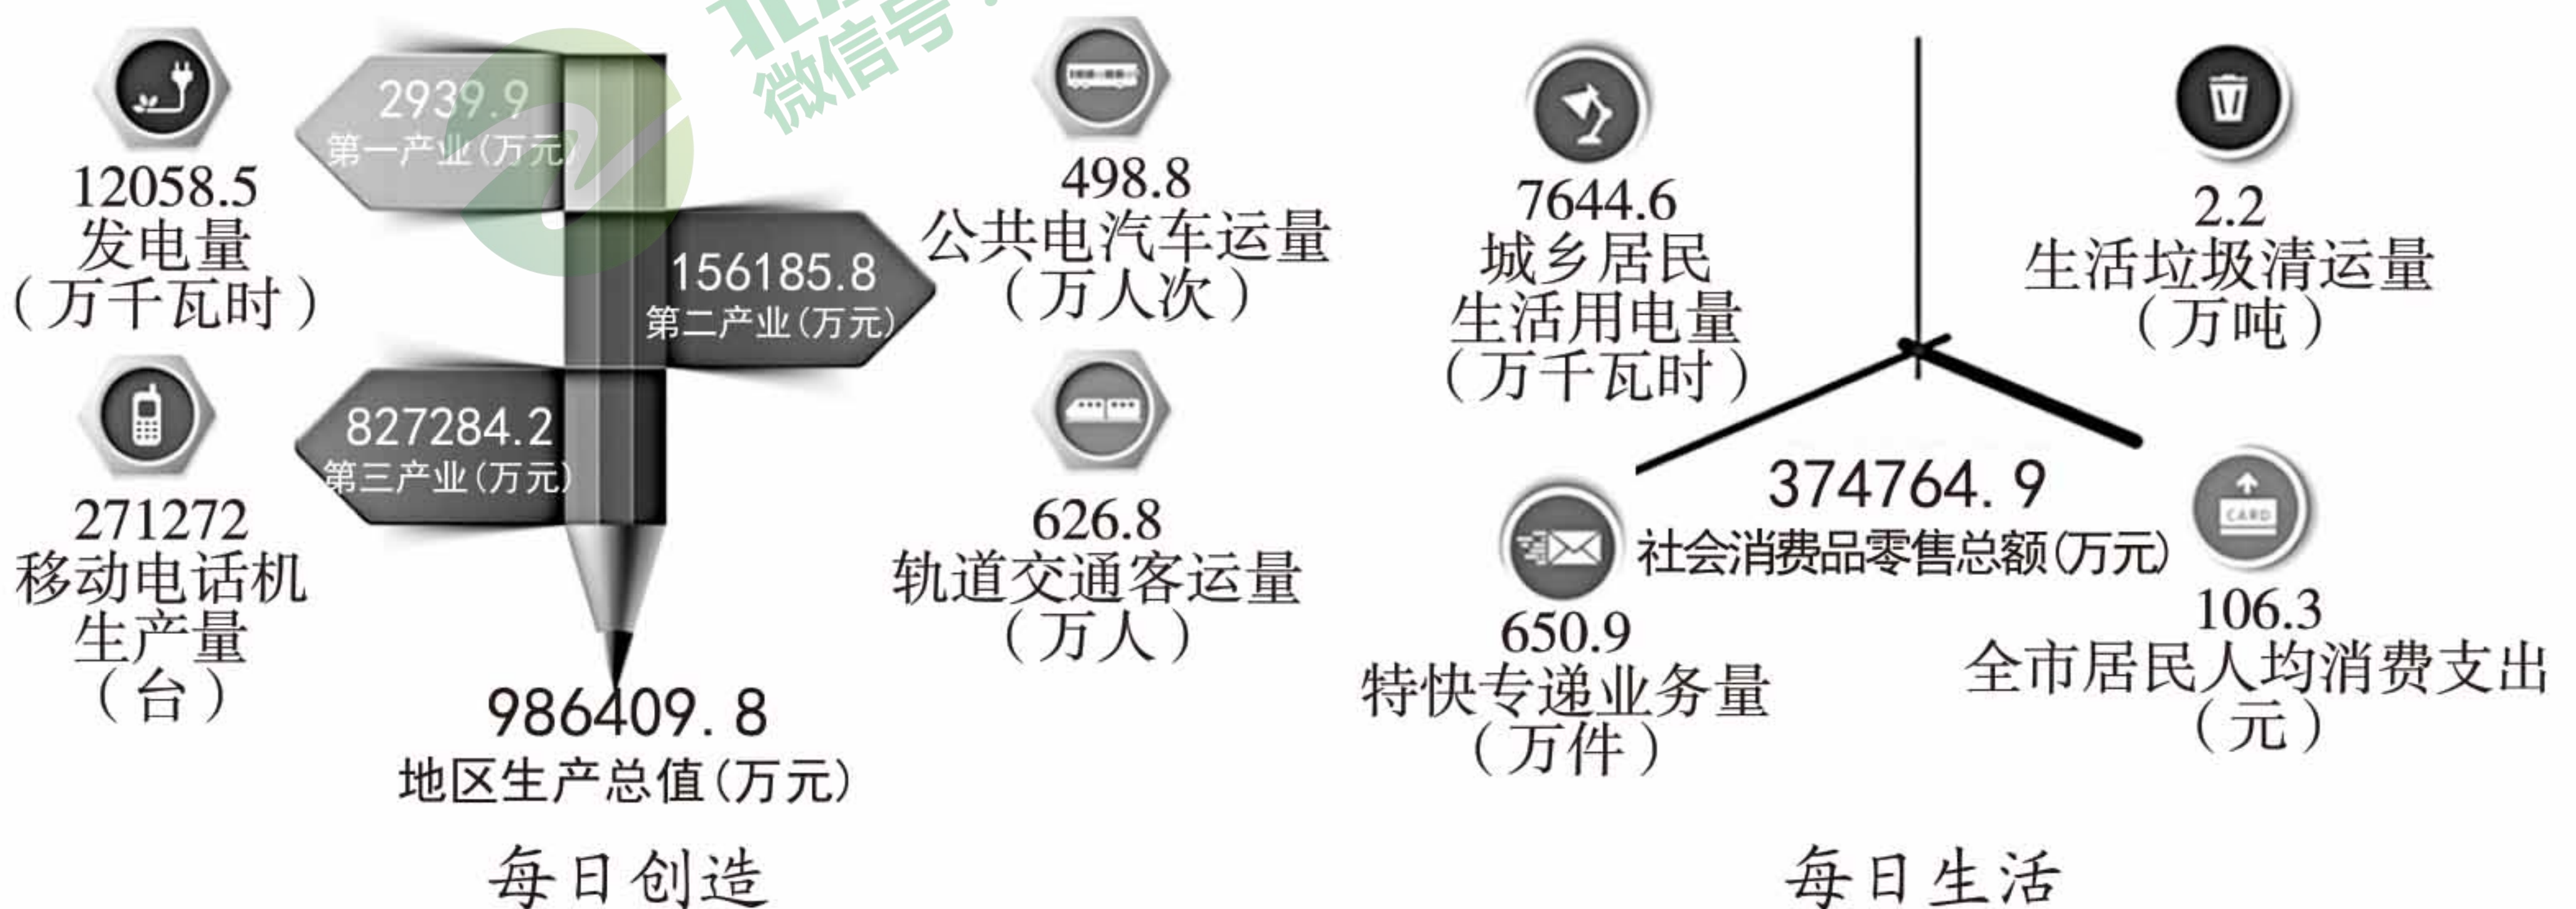 12058.5
发电量
（万千瓦时）
271272
移动电话机
生产量
（台）
2939.9
第一产业(万元)
156185.8
第二产业(万元)
827284.2
第三产业(万元)
986409.8
地区生产总值(万元)
微信号
498.8
公共电汽车运量
（万人次）
626.8
轨道交通客运量
（万人）
每日创造
7644.6
城乡居民
生活用电量
（万千瓦时）
2.2
生活垃圾清运量
（万吨）
374764.9
社会消费品零售总额(万元)
650.9
特快专递业务量
（万件）
CARD
106.3
全市居民人均消费支出
（元）
每日生活